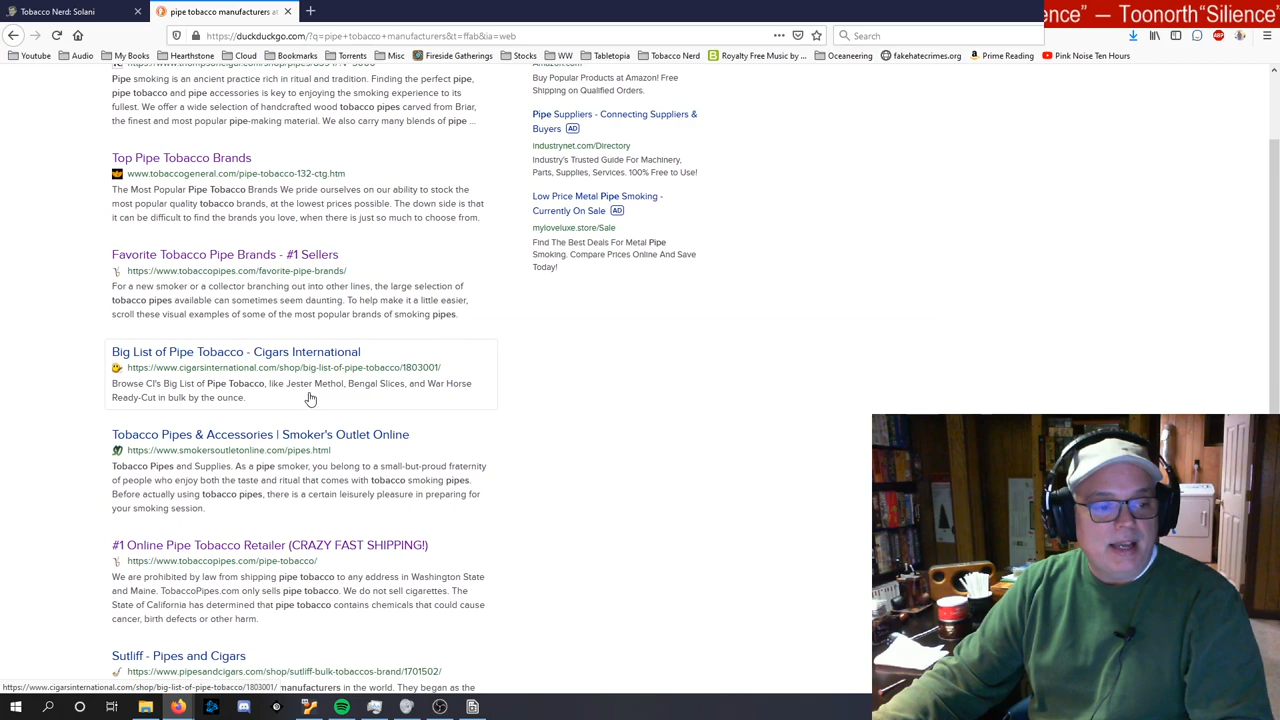 Tobacco Nerd: Solani
pipe tobacco manufacturers at
ence" — Toonorth "Silience"
https://duckduckgo.com/?q=pipe+tobacco+manufacturers&t=ffab&ia=web
Search
Youtube Audio My Books Hearthstone Cloud Bookmarks Torrents Misc Fireside Gatherings Stocks WW Tabletopia Tobacco Nerd Royalty Free Music by ... Oceaneering fakehatecrimes.org Prime Reading Pink Noise Ten Hours
Pipe smoking is an ancient practice rich in ritual and tradition. Finding the perfect pipe,
pipe tobacco and pipe accessories is key to enjoying the smoking experience to its
fullest. We offer a wide selection of handcrafted wood tobacco pipes carved from Briar,
the finest and most popular pipe-making material. We also carry many blends of pipe ...
Top Pipe Tobacco Brands
www.tobaccogeneral.com/pipe-tobacco-132-ctg.htm
The Most Popular Pipe Tobacco Brands We pride ourselves on our ability to stock the
most popular quality tobacco brands, at the lowest prices possible. The down side is that
it can be difficult to find the brands you love, when there is just so much to choose from.
Favorite Tobacco Pipe Brands - #1 Sellers
https://www.tobaccopipes.com/favorite-pipe-brands/
For a new smoker or a collector branching out into other lines, the large selection of
tobacco pipes available can sometimes seem daunting. To help make it a little easier,
scroll these visual examples of some of the most popular brands of smoking pipes.
Big List of Pipe Tobacco - Cigars International
https://www.cigarsinternational.com/shop/big-list-of-pipe-tobacco/1803001/
Browse CI's Big List of Pipe Tobacco, like Jester Methol, Bengal Slices, and War Horse
Ready-Cut in bulk by the ounce.
Tobacco Pipes & Accessories | Smoker's Outlet Online
https://www.smokersoutletonline.com/pipes.html
Tobacco Pipes and Supplies. As a pipe smoker, you belong to a small-but-proud fraternity
of people who enjoy both the taste and ritual that comes with tobacco smoking pipes.
Before actually using tobacco pipes, there is a certain leisurely pleasure in preparing for
your smoking session.
#1 Online Pipe Tobacco Retailer (CRAZY FAST SHIPPING!)
https://www.tobaccopipes.com/pipe-tobacco/
We are prohibited by law from shipping pipe tobacco to any address in Washington State
and Maine. TobaccoPipes.com only sells pipe tobacco. We do not sell cigarettes. The
State of California has determined that pipe tobacco contains chemicals that could cause
cancer, birth defects or other harm.
Sutliff - Pipes and Cigars
https://www.pipesandcigars.com/shop/sutliff-bulk-tobaccos-brand/1701502/
https://www.cigarsinternational.com/shop/big-list-of-pipe-tobacco/1803001/ manufacturers in the world. They began as the
Buy Popular Products at Amazon! Free
Shipping on Qualified Orders.
Pipe Suppliers - Connecting Suppliers &
Buyers AD
industrynet.com/Directory
Industry's Trusted Guide For Machinery,
Parts, Supplies, Services. 100% Free to Use!
Low Price Metal Pipe Smoking -
Currently On Sale AD
myloveluxe.store/Sale
Find The Best Deals For Metal Pipe
Smoking. Compare Prices Online And Save
Today!